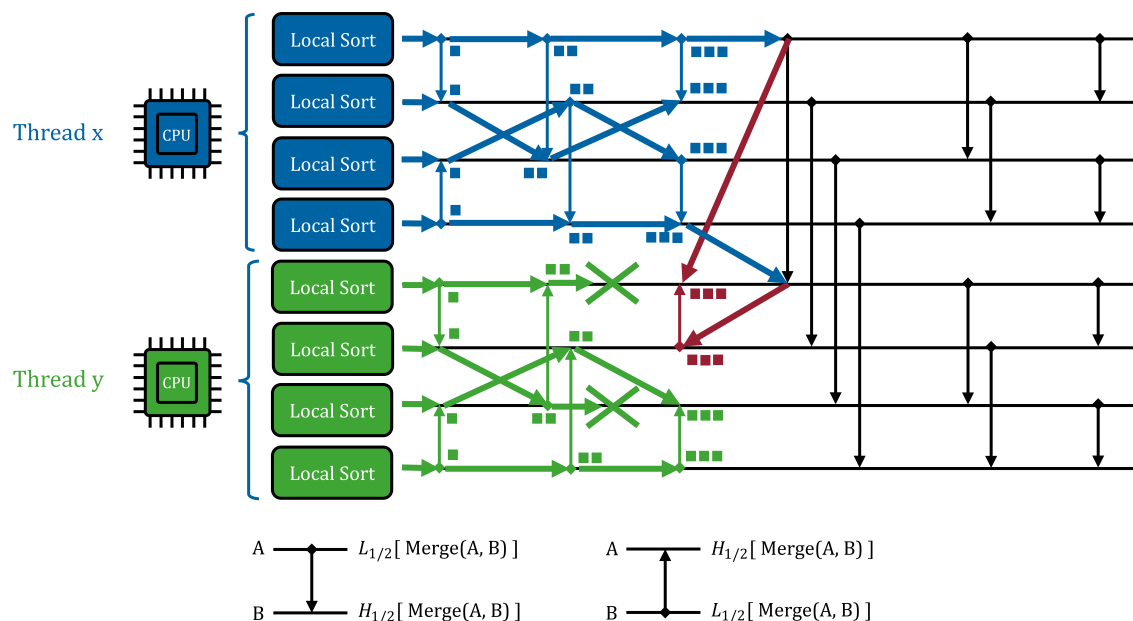 Local Sort
Local Sort
Thread x
CPU
Local Sort
Local Sort
Local Sort
Local Sort
Thread y
CPU
Local Sort
Local Sort
A L1/2[ Merge(A, B) ]
A H1/2[ Merge(A, B) ]
B H1/2[ Merge(A, B) ]
B L1/2[ Merge(A, B) ]